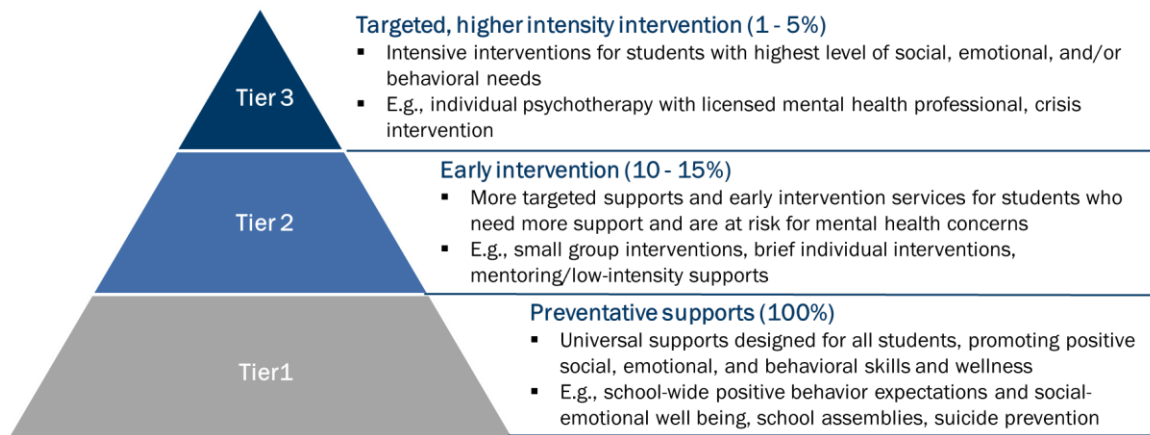 Targeted, higher intensity intervention (1 - 5%)
▪ Intensive interventions for students with highest level of social, emotional, and/or
behavioral needs
▪ E.g., individual psychotherapy with licensed mental health professional, crisis
intervention
Tier 3
Early intervention (10 - 15%)
▪ More targeted supports and early intervention services for students who
need more support and are at risk for mental health concerns
▪ E.g., small group interventions, brief individual interventions,
mentoring/low-intensity supports
Tier 2
Preventative supports (100%)
▪ Universal supports designed for all students, promoting positive
social, emotional, and behavioral skills and wellness
▪ E.g., school-wide positive behavior expectations and social-
emotional well being, school assemblies, suicide prevention
Tier1